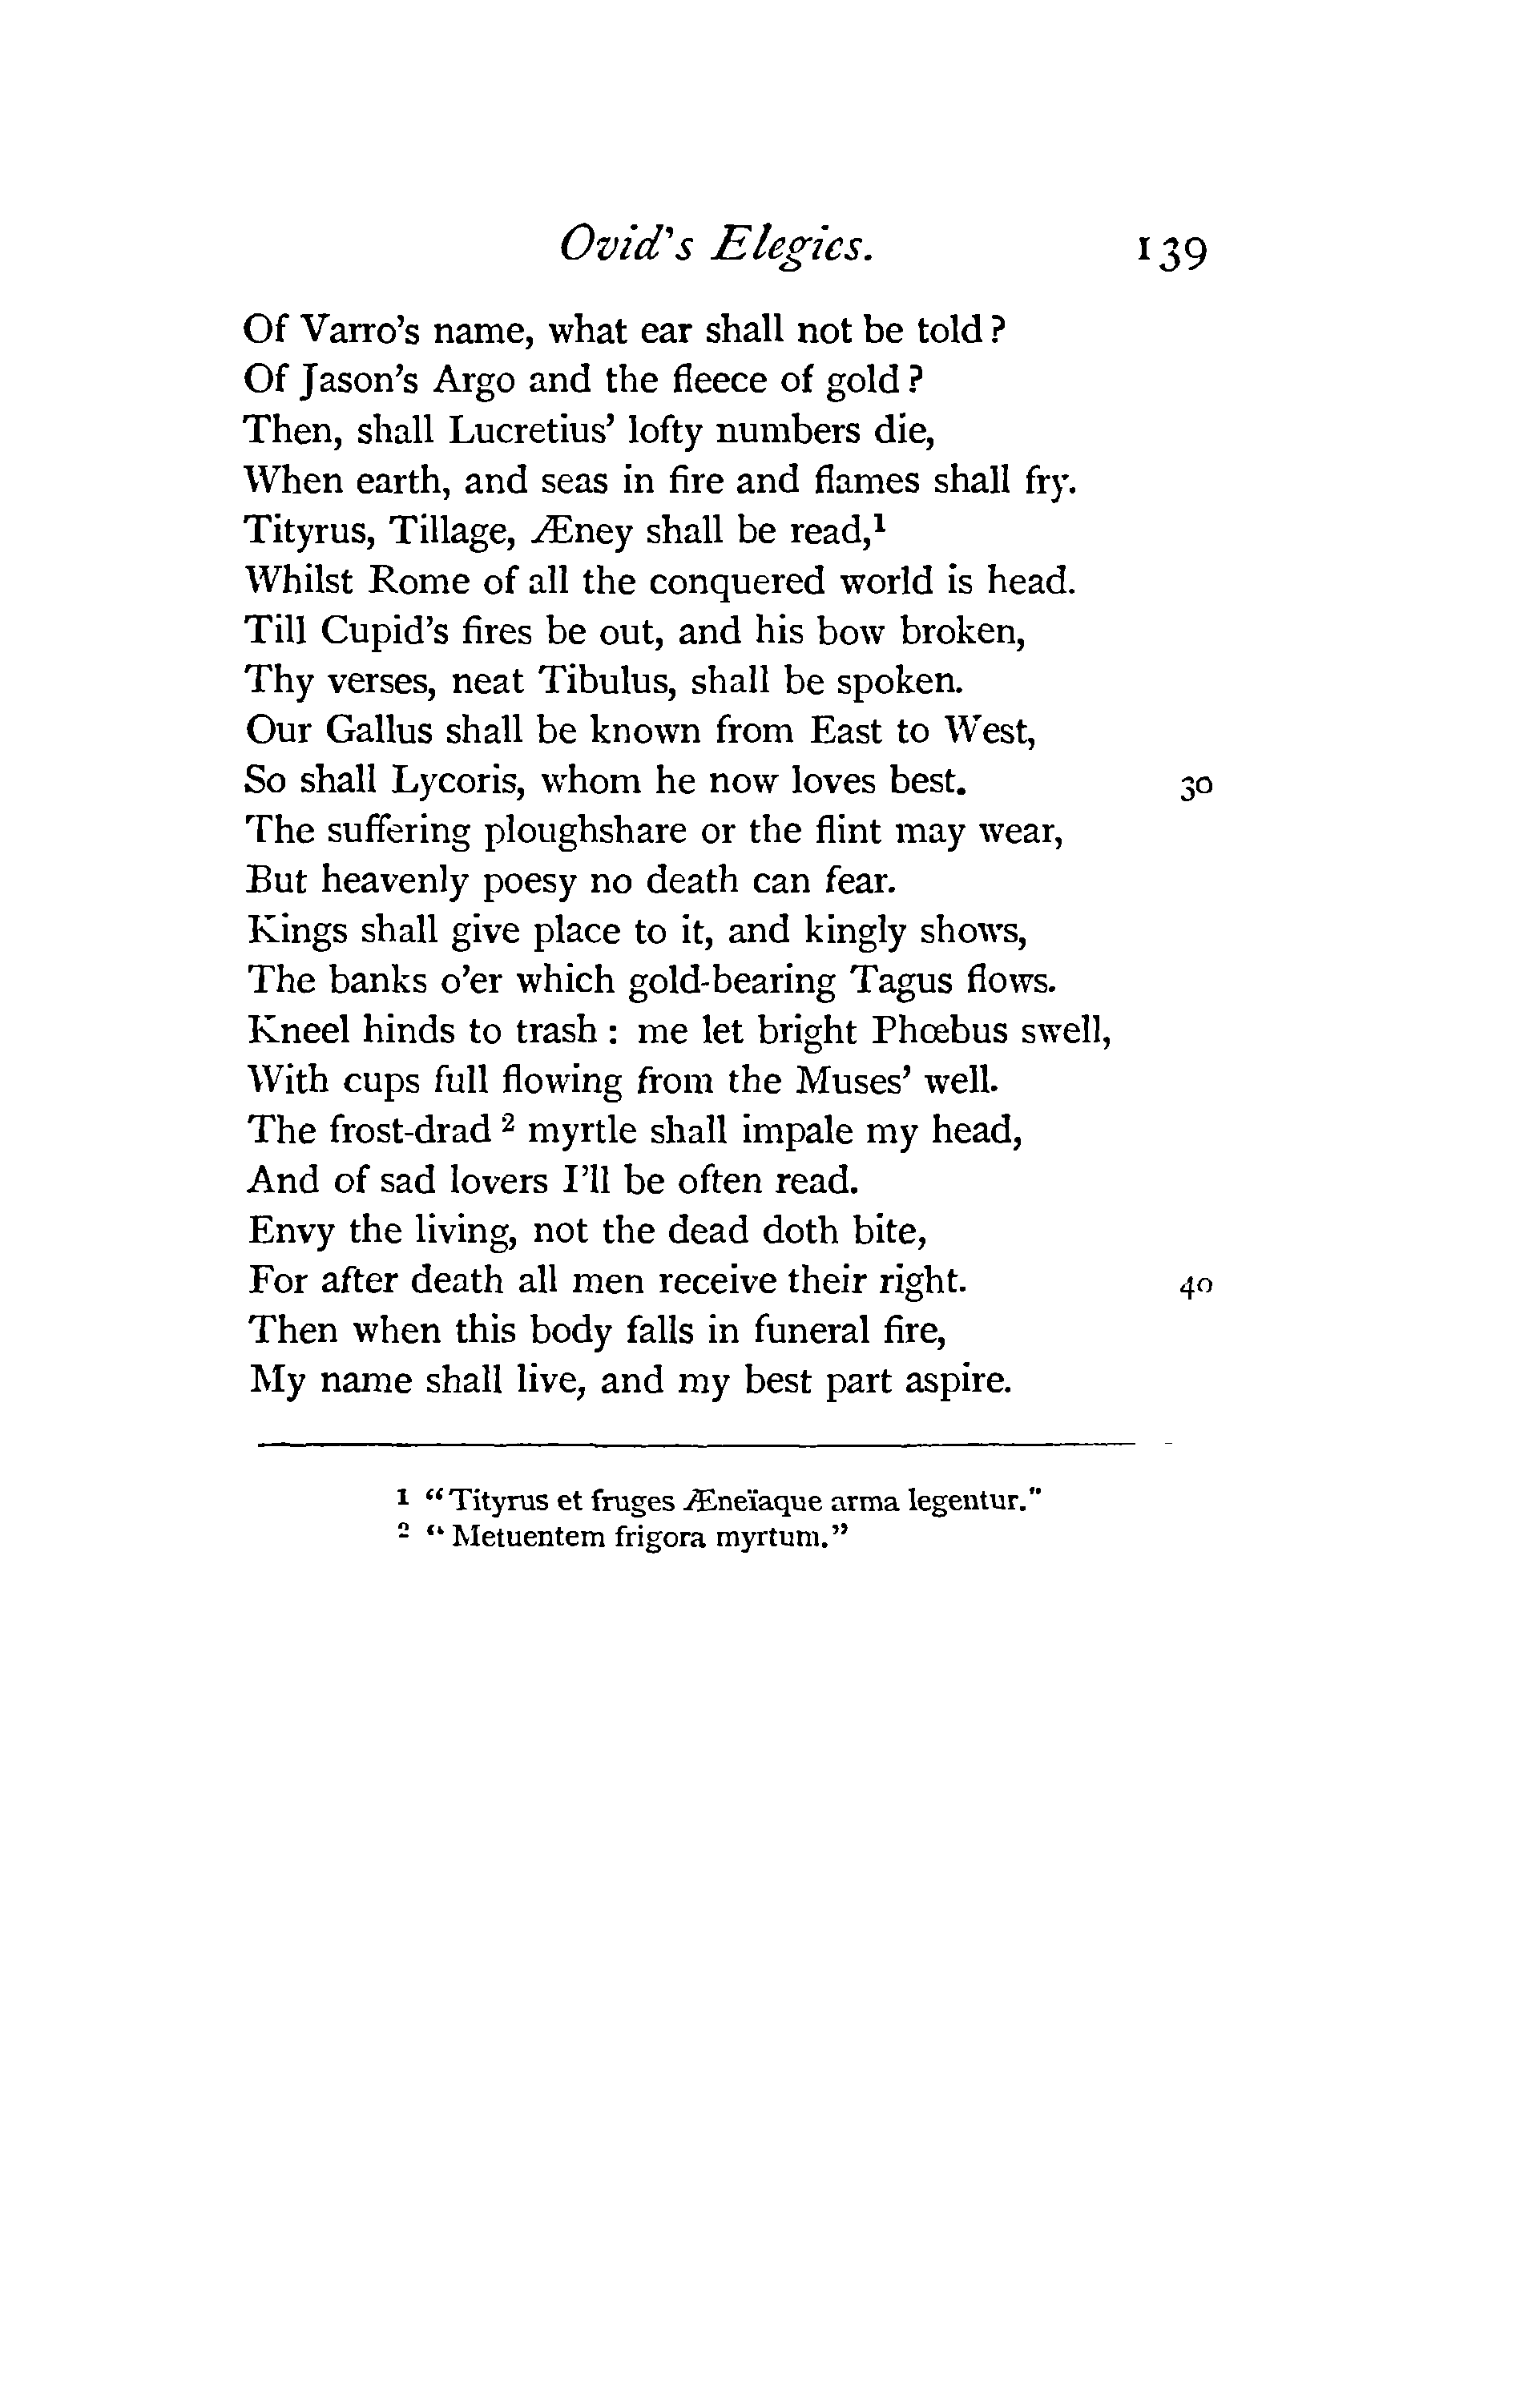 Ovid's Elegies. 139
Of Varro's name, what ear shall not be told?
Of Jason's Argo and the fleece of gold?
Then, shall Lucretius' lofty numbers die,
When earth, and seas in fire and flames shall fry.
Tityrus, Tillage, Æney shall be read,¹
Whilst Rome of all the conquered world is head.
Till Cupid's fires be out, and his bow broken,
Thy verses, neat Tibulus, shall be spoken.
Our Gallus shall be known from East to West,
So shall Lycoris, whom he now loves best. 30
The suffering ploughshare or the flint may wear,
But heavenly poesy no death can fear.
Kings shall give place to it, and kingly shows,
The banks o'er which gold-bearing Tagus flows.
Kneel hinds to trash: me let bright Phœbus swell,
With cups full flowing from the Muses' well.
The frost-drad² myrtle shall impale my head,
And of sad lovers I'll be often read.
Envy the living, not the dead doth bite,
For after death all men receive their right. 40
Then when this body falls in funeral fire,
My name shall live, and my best part aspire.
¹ "Tityrus et fruges Æneïaque arma legentur."
² "Metuentem frigora myrtum."